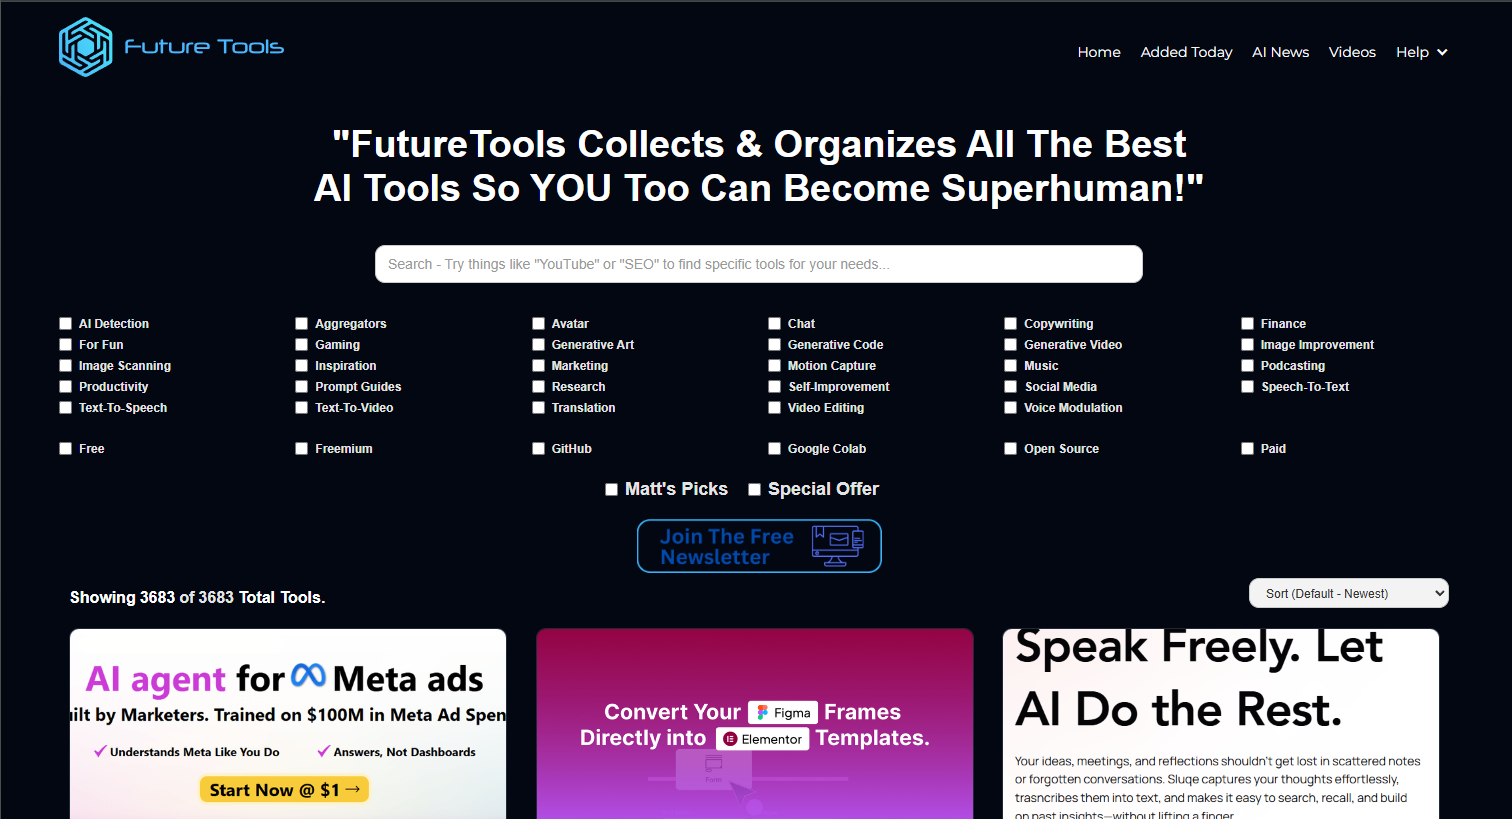 Future Tools
Home Added Today AI News Videos Help
"FutureTools Collects & Organizes All The Best
AI Tools So YOU Too Can Become Superhuman!"
Search - Try things like "YouTube" or "SEO" to find specific tools for your needs...
AI Detection Aggregators Avatar Chat Copywriting Finance
For Fun Gaming Generative Art Generative Code Generative Video Image Improvement
Image Scanning Inspiration Marketing Motion Capture Music Podcasting
Productivity Prompt Guides Research Self-Improvement Social Media Speech-To-Text
Text-To-Speech Text-To-Video Translation Video Editing Voice Modulation
Free Freemium GitHub Google Colab Open Source Paid
Matt's Picks Special Offer
Join The Free
Newsletter
Showing 3683 of 3683 Total Tools.
Sort (Default - Newest)
AI agent for Meta ads
ilt by Marketers. Trained on $100M in Meta Ad Spen
Understands Meta Like You Do Answers, Not Dashboards
Start Now @ $1 →
Convert Your Figma Frames
Directly into Elementor Templates.
Speak Freely. Let
AI Do the Rest.
Your ideas, meetings, and reflections shouldn't get lost in scattered notes
or forgotten conversations. Sluqe captures your thoughts effortlessly,
trasncribes them into text, and makes it easy to search, recall, and build
on past insights—without lifting a finger